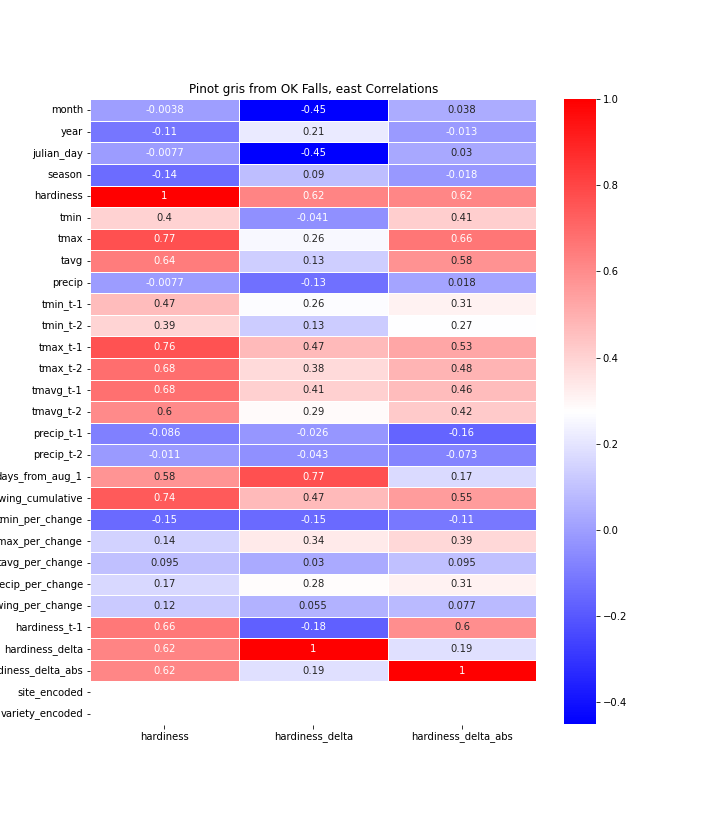 Pinot gris from OK Falls, east Correlations
month -0.0038 -0.45 0.038
year -0.11 0.21 -0.013
julian_day -0.0077 -0.45 0.03
season -0.14 0.09 -0.018
hardiness 1 0.62 0.62
tmin 0.4 -0.041 0.41
tmax 0.77 0.26 0.66
tavg 0.64 0.13 0.58
precip -0.0077 -0.13 0.018
tmin_t-1 0.47 0.26 0.31
tmin_t-2 0.39 0.13 0.27
tmax_t-1 0.76 0.47 0.53
tmax_t-2 0.68 0.38 0.48
tmavg_t-1 0.68 0.41 0.46
tmavg_t-2 0.6 0.29 0.42
precip_t-1 -0.086 -0.026 -0.16
precip_t-2 -0.011 -0.043 -0.073
days_from_aug_1 0.58 0.77 0.17
wing_cumulative 0.74 0.47 0.55
tmin_per_change -0.15 -0.15 -0.11
max_per_change 0.14 0.34 0.39
tavg_per_change 0.095 0.03 0.095
ecip_per_change 0.17 0.28 0.31
wing_per_change 0.12 0.055 0.077
hardiness_t-1 0.66 -0.18 0.6
hardiness_delta 0.62 1 0.19
diness_delta_abs 0.62 0.19 1
site_encoded
variety_encoded
hardiness hardiness_delta hardiness_delta_abs
1.0
0.8
0.6
0.4
0.2
0.0
−0.2
−0.4